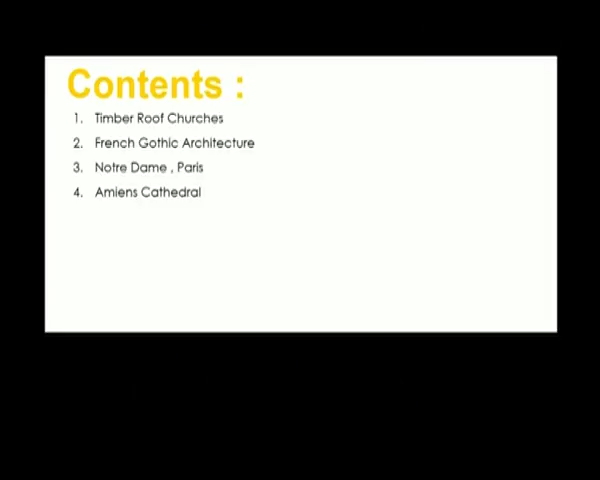 Contents :
1. Timber Roof Churches
2. French Gothic Architecture
3. Notre Dame , Paris
4. Amiens Cathedral